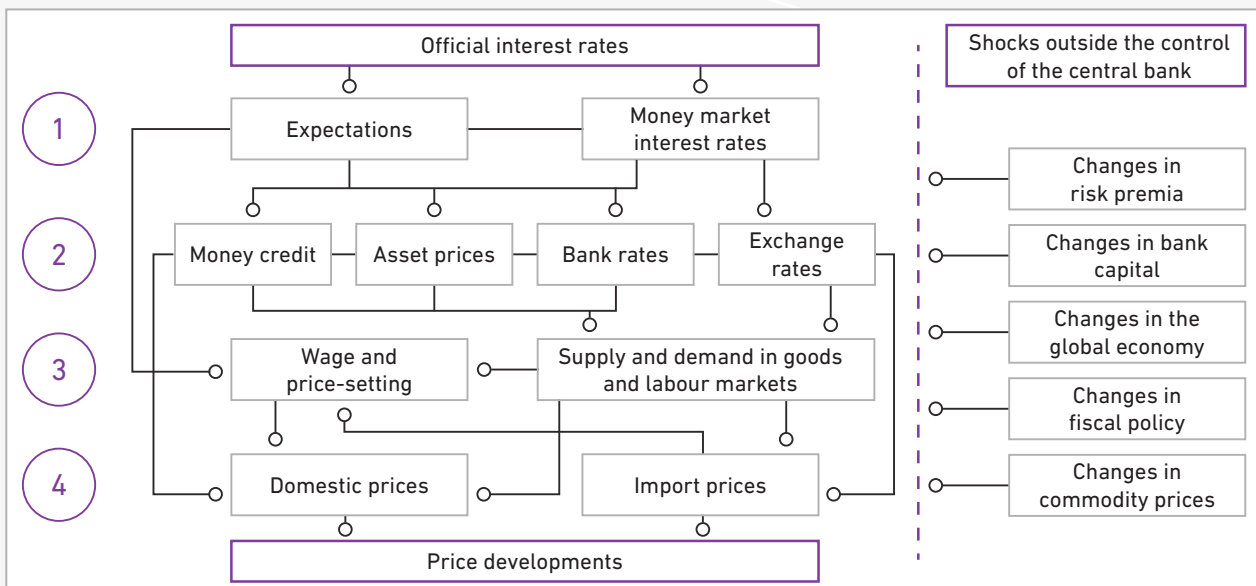 Official interest rates
Shocks outside the control
of the central bank
1
Expectations
Money market
interest rates
Changes in
risk premia
2
Money credit
Asset prices
Bank rates
Exchange
rates
Changes in bank
capital
Changes in the
global economy
3
Wage and
price-setting
Supply and demand in goods
and labour markets
Changes in
fiscal policy
4
Domestic prices
Import prices
Changes in
commodity prices
Price developments